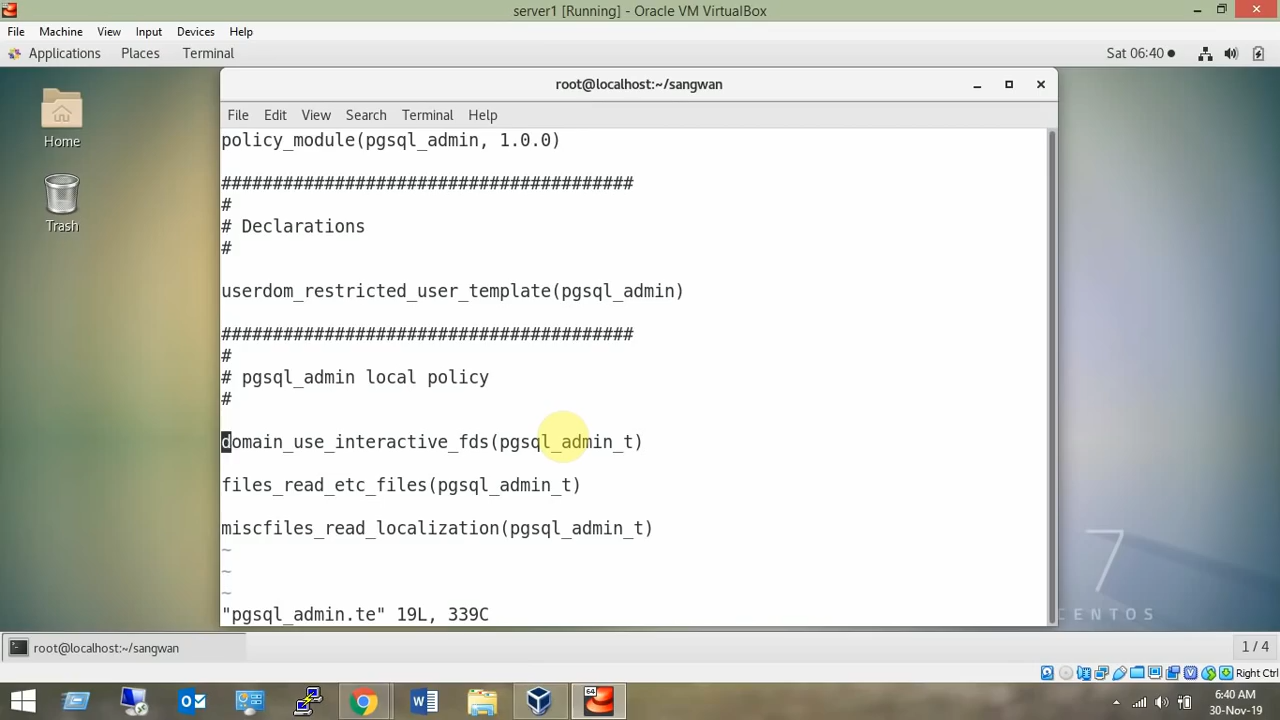 server1 [Running] - Oracle VM VirtualBox
File Machine View Input Devices Help
Applications Places Terminal Sat 06:40
root@localhost:~/sangwan
File Edit View Search Terminal Help
Home
Trash
policy_module(pgsql_admin, 1.0.0)
########################################
#
# Declarations
#
userdom_restricted_user_template(pgsql_admin)
########################################
#
# pgsql_admin local policy
#
domain_use_interactive_fds(pgsql_admin_t)
files_read_etc_files(pgsql_admin_t)
miscfiles_read_localization(pgsql_admin_t)
~
~
~
"pgsql_admin.te" 19L, 339C
7
CENTOS
root@localhost:~/sangwan 1 / 4
Right Ctrl
64
6:40 AM
30-Nov-19